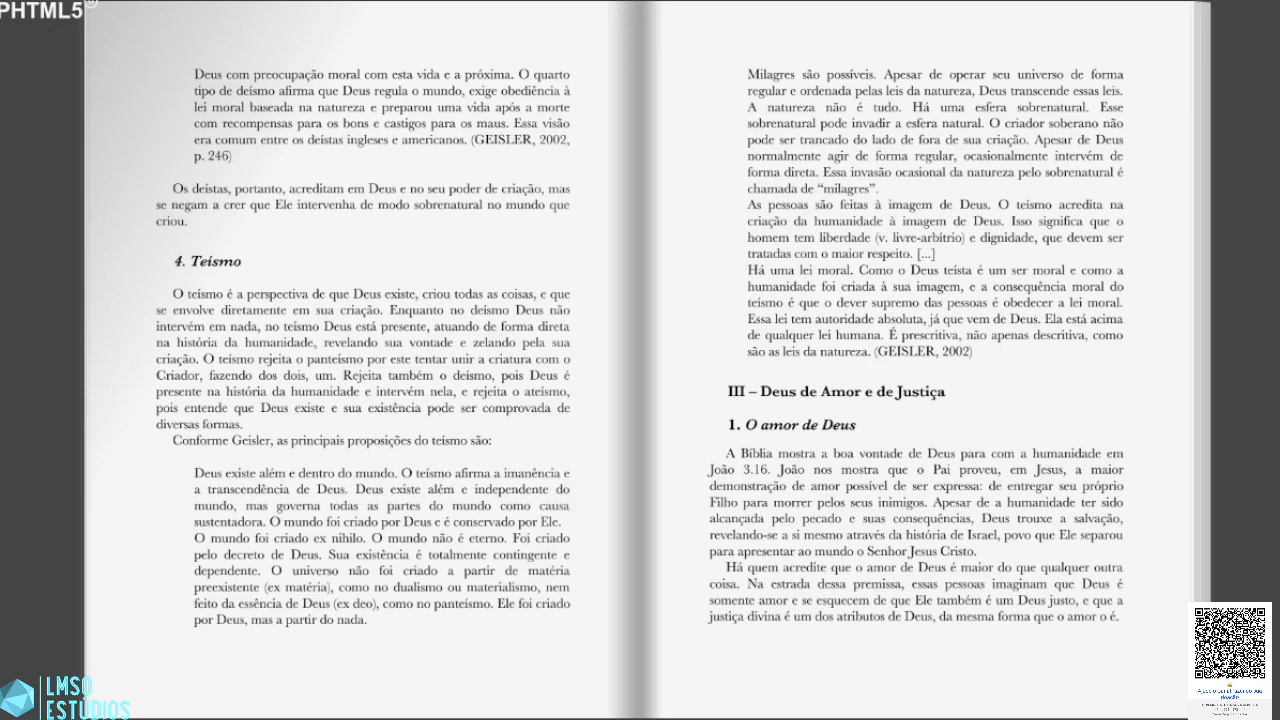 PHTML5®
Deus com preocupação moral com esta vida e a próxima. O quarto
tipo de deísmo afirma que Deus regula o mundo, exige obediência à
lei moral baseada na natureza e preparou uma vida após a morte
com recompensas para os bons e castigos para os maus. Essa visão
era comum entre os deístas ingleses e americanos. (GEISLER, 2002,
p. 246)
Os deístas, portanto, acreditam em Deus e no seu poder de criação, mas
se negam a crer que Ele intervenha de modo sobrenatural no mundo que
criou.
4. Teísmo
O teísmo é a perspectiva de que Deus existe, criou todas as coisas, e que
se envolve diretamente em sua criação. Enquanto no deísmo Deus não
intervém em nada, no teísmo Deus está presente, atuando de forma direta
na história da humanidade, revelando sua vontade e zelando pela sua
criação. O teísmo rejeita o panteísmo por este tentar unir a criatura com o
Criador, fazendo dos dois, um. Rejeita também o deísmo, pois Deus é
presente na história da humanidade e intervém nela, e rejeita o ateísmo,
pois entende que Deus existe e sua existência pode ser comprovada de
diversas formas.
Conforme Geisler, as principais proposições do teísmo são:
Deus existe além e dentro do mundo. O teísmo afirma a imanência e
a transcendência de Deus. Deus existe além e independente do
mundo, mas governa todas as partes do mundo como causa
sustentadora. O mundo foi criado por Deus e é conservado por Ele.
O mundo foi criado ex nihilo. O mundo não é eterno. Foi criado
pelo decreto de Deus. Sua existência é totalmente contingente e
dependente. O universo não foi criado a partir de matéria
preexistente (ex matéria), como no dualismo ou materialismo, nem
feito da essência de Deus (ex deo), como no panteísmo. Ele foi criado
por Deus, mas a partir do nada.
Milagres são possíveis. Apesar de operar seu universo de forma
regular e ordenada pelas leis da natureza, Deus transcende essas leis.
A natureza não é tudo. Há uma esfera sobrenatural. Esse
sobrenatural pode invadir a esfera natural. O criador soberano não
pode ser trancado do lado de fora de sua criação. Apesar de Deus
normalmente agir de forma regular, ocasionalmente intervém de
forma direta. Essa invasão ocasional da natureza pelo sobrenatural é
chamada de “milagres”.
As pessoas são feitas à imagem de Deus. O teísmo acredita na
criação da humanidade à imagem de Deus. Isso significa que o
homem tem liberdade (v. livre-arbítrio) e dignidade, que devem ser
tratadas com o maior respeito. [...]
Há uma lei moral. Como o Deus teísta é um ser moral e como a
humanidade foi criada à sua imagem, e a consequência moral do
teísmo é que o dever supremo das pessoas é obedecer a lei moral.
Essa lei tem autoridade absoluta, já que vem de Deus. Ela está acima
de qualquer lei humana. É prescritiva, não apenas descritiva, como
são as leis da natureza. (GEISLER, 2002)
III – Deus de Amor e de Justiça
1. O amor de Deus
A Bíblia mostra a boa vontade de Deus para com a humanidade em
João 3.16. João nos mostra que o Pai proveu, em Jesus, a maior
demonstração de amor possível de ser expressa: de entregar seu próprio
Filho para morrer pelos seus inimigos. Apesar de a humanidade ter sido
alcançada pelo pecado e suas consequências, Deus trouxe a salvação,
revelando-se a si mesmo através da história de Israel, povo que Ele separou
para apresentar ao mundo o Senhor Jesus Cristo.
Há quem acredite que o amor de Deus é maior do que qualquer outra
coisa. Na estrada dessa premissa, essas pessoas imaginam que Deus é
somente amor e se esquecem de que Ele também é um Deus justo, e que a
justiça divina é um dos atributos de Deus, da mesma forma que o amor o é.
LMSO
ESTÚDIOS